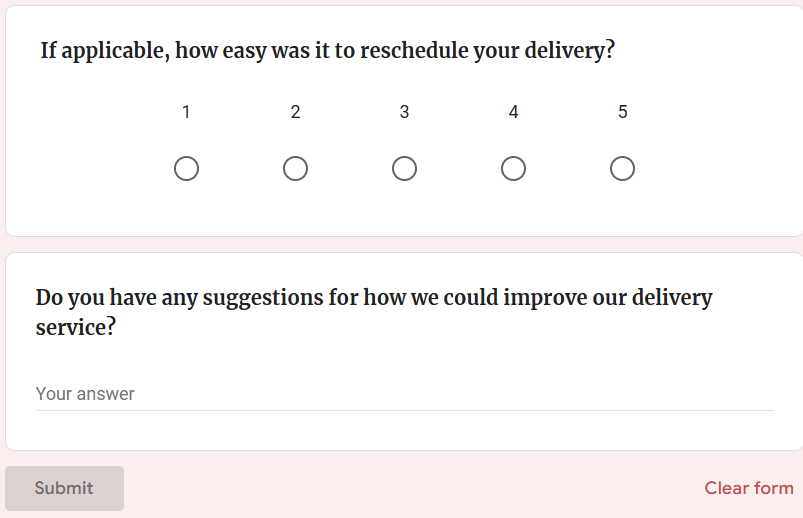 If applicable, how easy was it to reschedule your delivery?
1 2 3 4 5
Do you have any suggestions for how we could improve our delivery
service?
Your answer
Submit Clear form